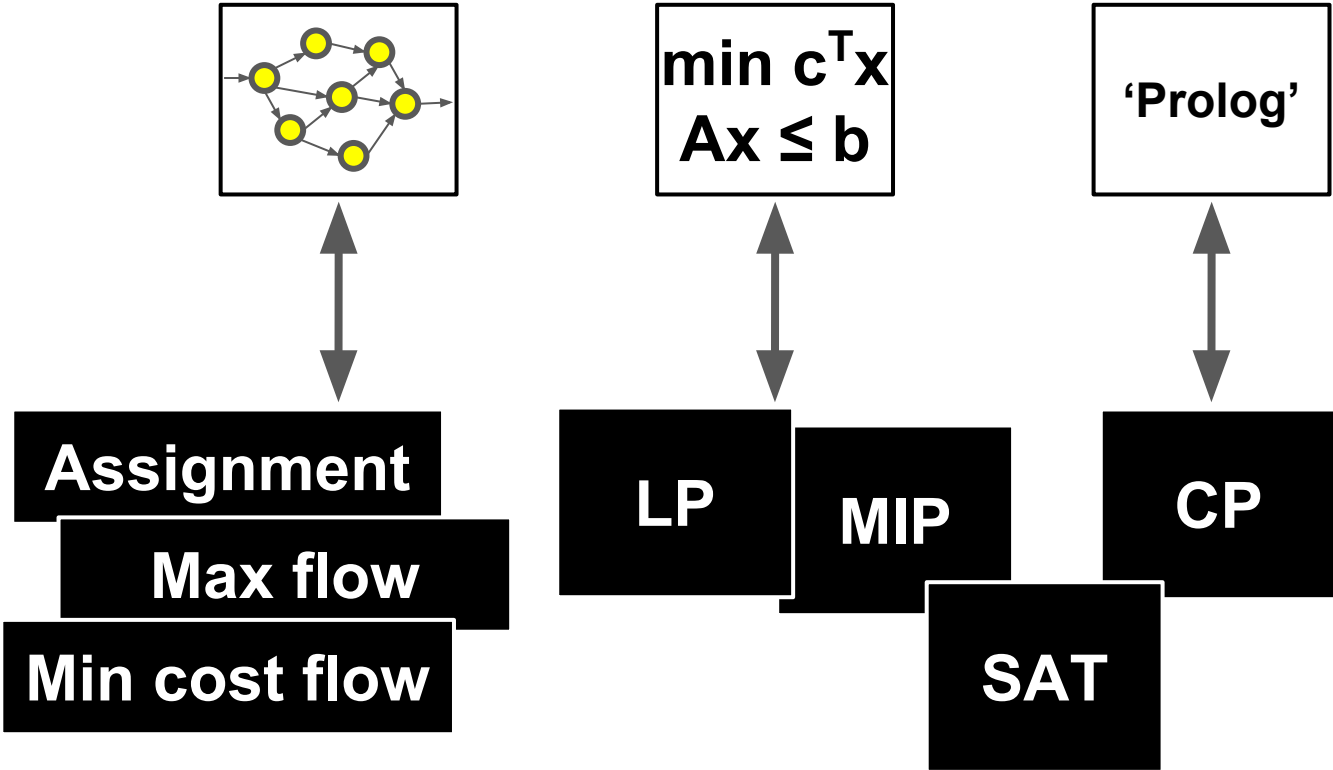 min cᵀx
Ax ≤ b
‘Prolog’
Assignment
Max flow
Min cost flow
LP
MIP
SAT
CP